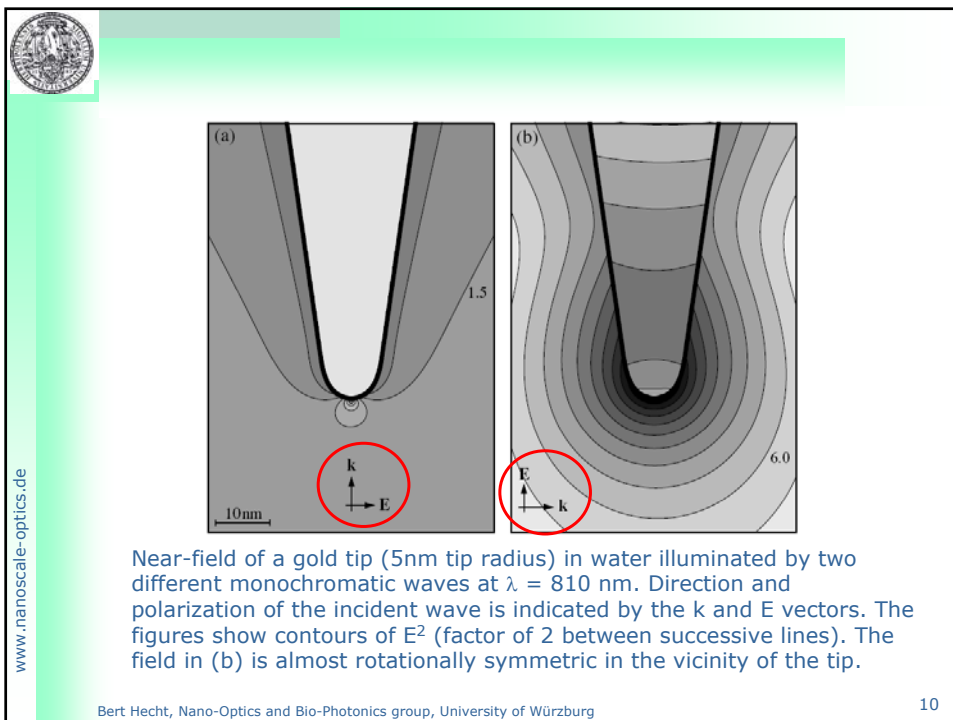 (a)
(b)
1.5
6.0
k
E
E
k
10nm
Near-field of a gold tip (5nm tip radius) in water illuminated by two
different monochromatic waves at λ = 810 nm. Direction and
polarization of the incident wave is indicated by the k and E vectors. The
figures show contours of E² (factor of 2 between successive lines). The
field in (b) is almost rotationally symmetric in the vicinity of the tip.
www.nanoscale-optics.de
Bert Hecht, Nano-Optics and Bio-Photonics group, University of Würzburg
10